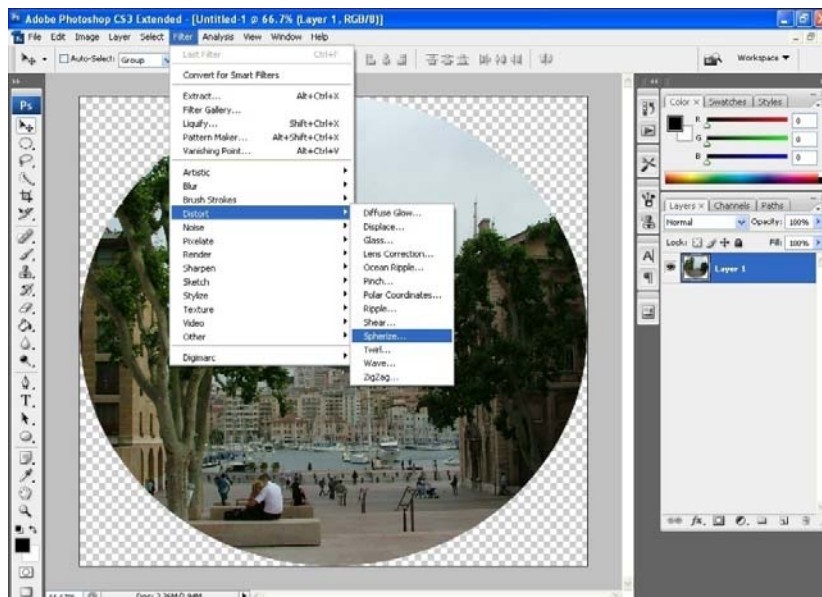 Adobe Photoshop CS3 Extended - [Untitled-1 @ 66.7% (Layer 1, RGB/8)]
File Edit Image Layer Select Filter Analysis View Window Help
Auto-Select: Group
Workspace
Last Filter Ctrl+F
Convert for Smart Filters
Extract... Alt+Ctrl+X
Filter Gallery...
Liquify... Shift+Ctrl+X
Pattern Maker... Alt+Shift+Ctrl+X
Vanishing Point... Alt+Ctrl+V
Artistic
Blur
Brush Strokes
Distort
Noise
Pixelate
Render
Sharpen
Sketch
Stylize
Texture
Video
Other
Digimarc
Diffuse Glow...
Displace...
Glass...
Lens Correction...
Ocean Ripple...
Pinch...
Polar Coordinates...
Ripple...
Shear...
Spherize...
Twirl...
Wave...
ZigZag...
Ps
Color x Swatches Styles
R 0
G 0
B 0
Layers x Channels Paths
Normal Opacity: 100%
Lock: Fill: 100%
Layer 1